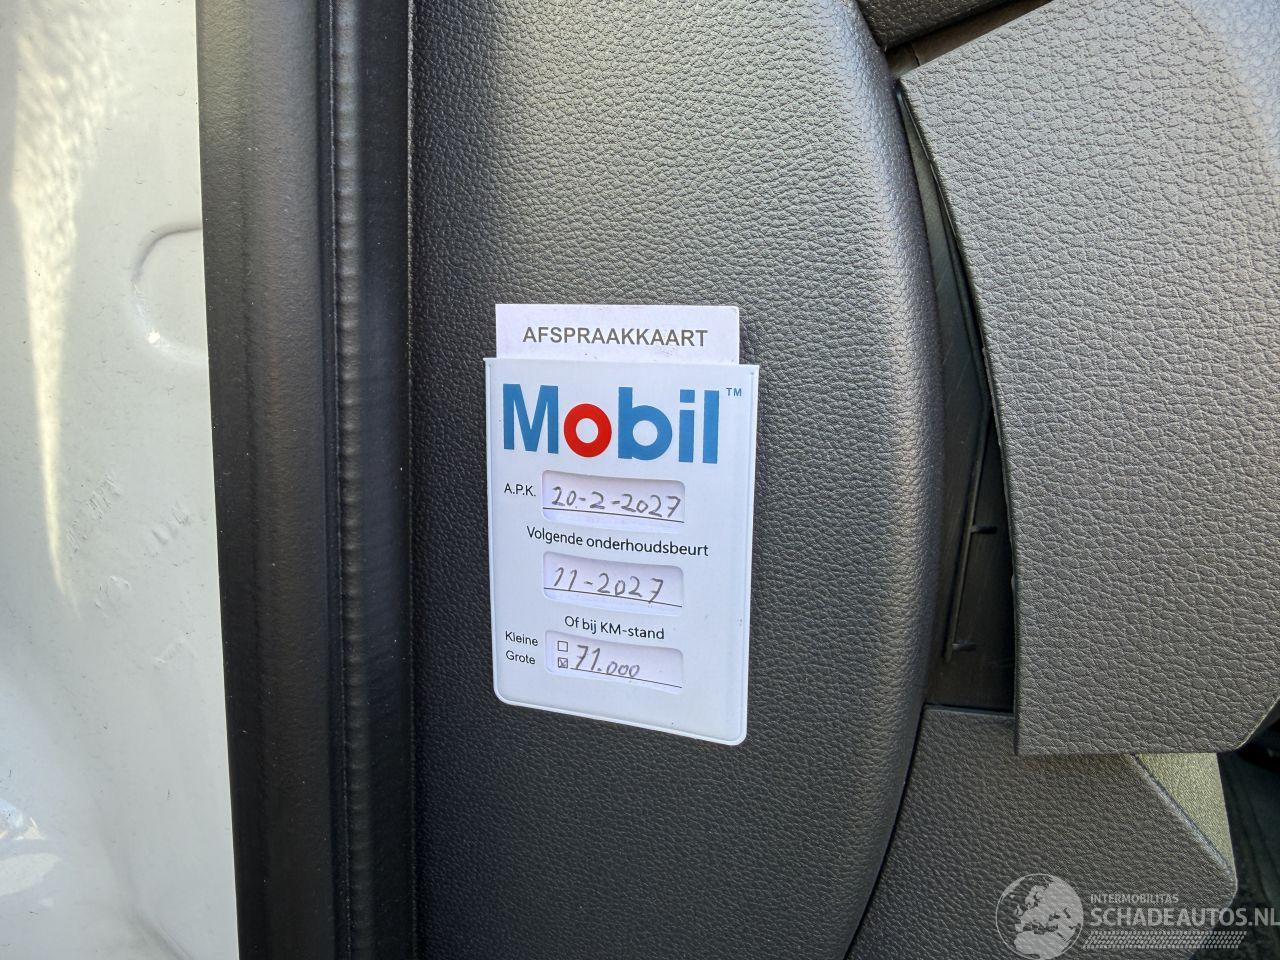 AFSPRAAKKAART
Mobil™
A.P.K. 20-2-2027
Volgende onderhoudsbeurt
11-2027
Of bij KM-stand
Kleine
Grote 71.000
INTERMOBILITAS
SCHADEAUTOS.NL